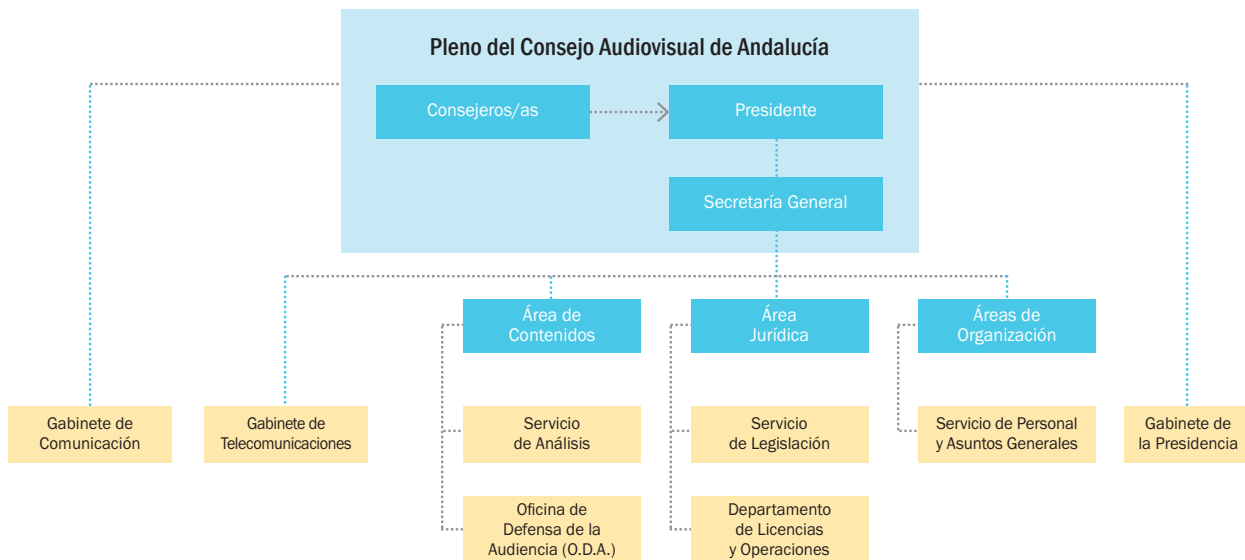 Pleno del Consejo Audiovisual de Andalucía
Consejeros/as
Presidente
Secretaría General
Área de
Contenidos
Área
Jurídica
Áreas de
Organización
Gabinete de
Comunicación
Gabinete de
Telecomunicaciones
Servicio
de Análisis
Servicio
de Legislación
Servicio de Personal
y Asuntos Generales
Gabinete de
la Presidencia
Oficina de
Defensa de la
Audiencia (O.D.A.)
Departamento
de Licencias
y Operaciones